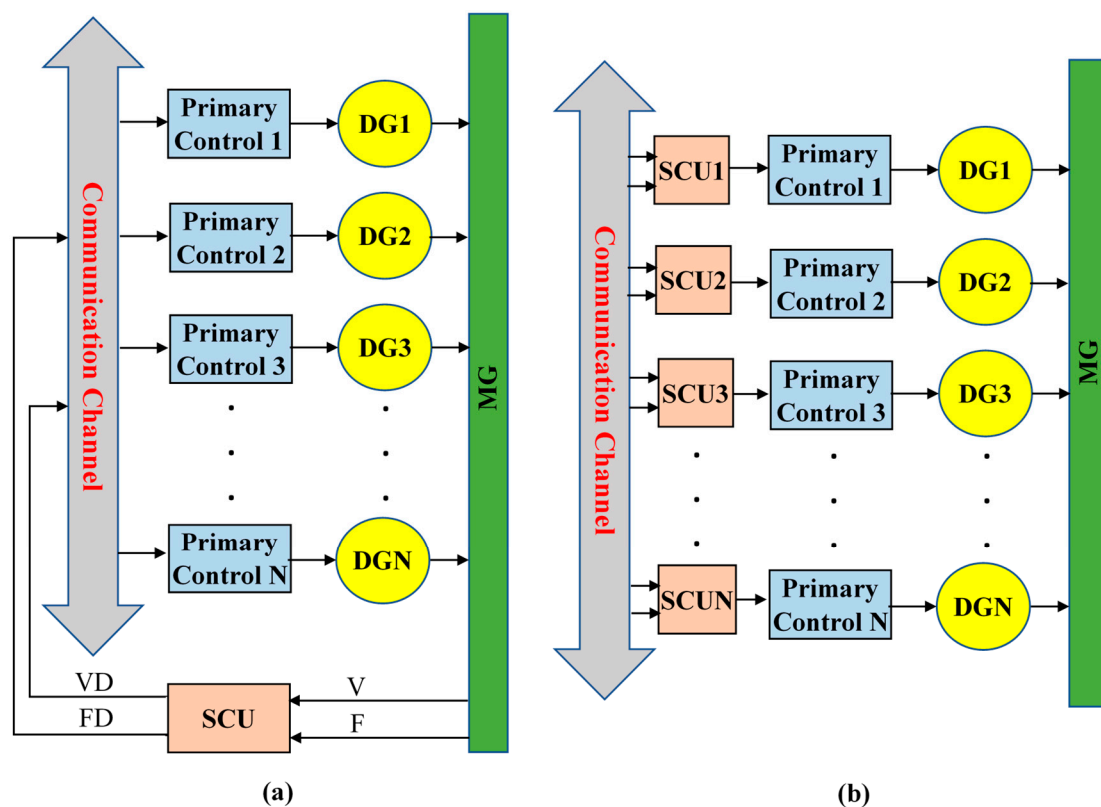 Communication Channel
Primary
Control 1
DG1
Primary
Control 2
DG2
Primary
Control 3
DG3
Primary
Control N
DGN
MG
VD
FD
SCU
V
F
(a)
Communication Channel
SCU1
Primary
Control 1
DG1
SCU2
Primary
Control 2
DG2
SCU3
Primary
Control 3
DG3
SCUN
Primary
Control N
DGN
MG
(b)